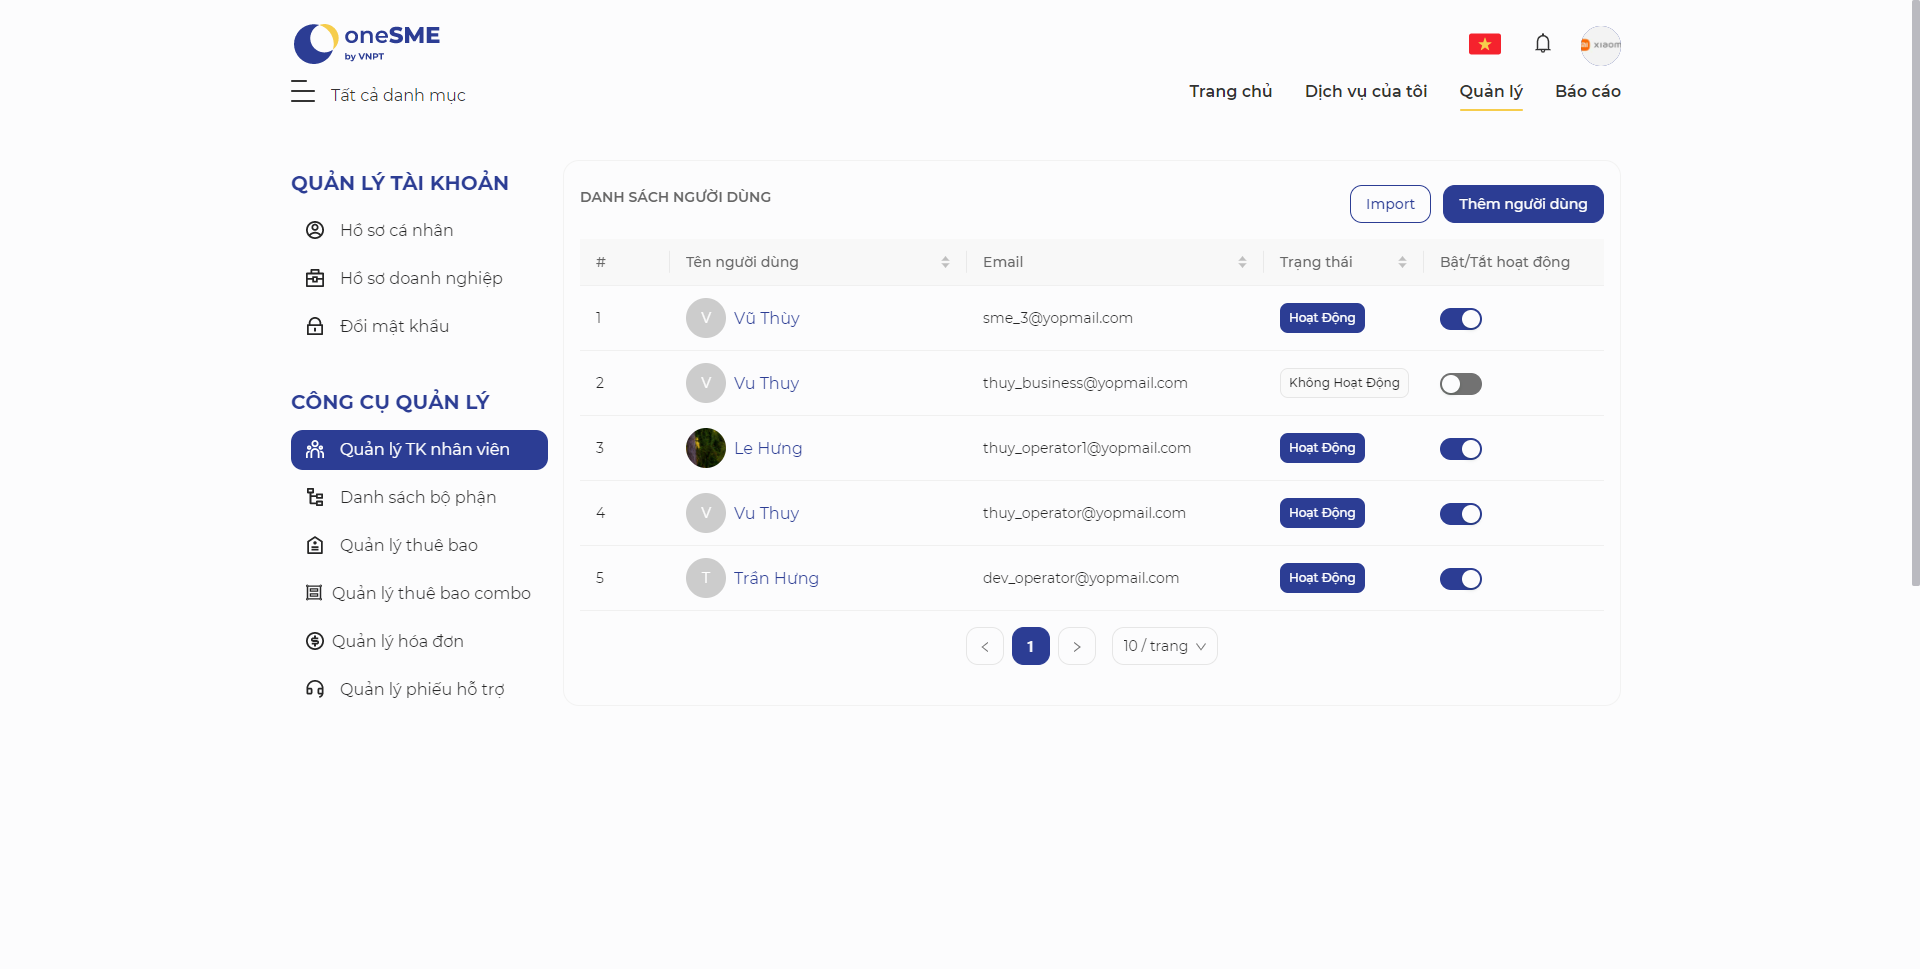 oneSME
by VNPT
Tất cả danh mục
xiaomi
Trang chủ
Dịch vụ của tôi
Quản lý
Báo cáo
QUẢN LÝ TÀI KHOẢN
Hồ sơ cá nhân
Hồ sơ doanh nghiệp
Đổi mật khẩu
CÔNG CỤ QUẢN LÝ
Quản lý TK nhân viên
Danh sách bộ phận
Quản lý thuê bao
Quản lý thuê bao combo
Quản lý hóa đơn
Quản lý phiếu hỗ trợ
DANH SÁCH NGƯỜI DÙNG
Import
Thêm người dùng
# Tên người dùng Email Trạng thái Bật/Tắt hoạt động
1 V Vũ Thùy sme_3@yopmail.com Hoạt Động
2 V Vu Thuy thuy_business@yopmail.com Không Hoạt Động
3 Le Hưng thuy_operator1@yopmail.com Hoạt Động
4 V Vu Thuy thuy_operator@yopmail.com Hoạt Động
5 T Trần Hưng dev_operator@yopmail.com Hoạt Động
< 1 > 10 / trang